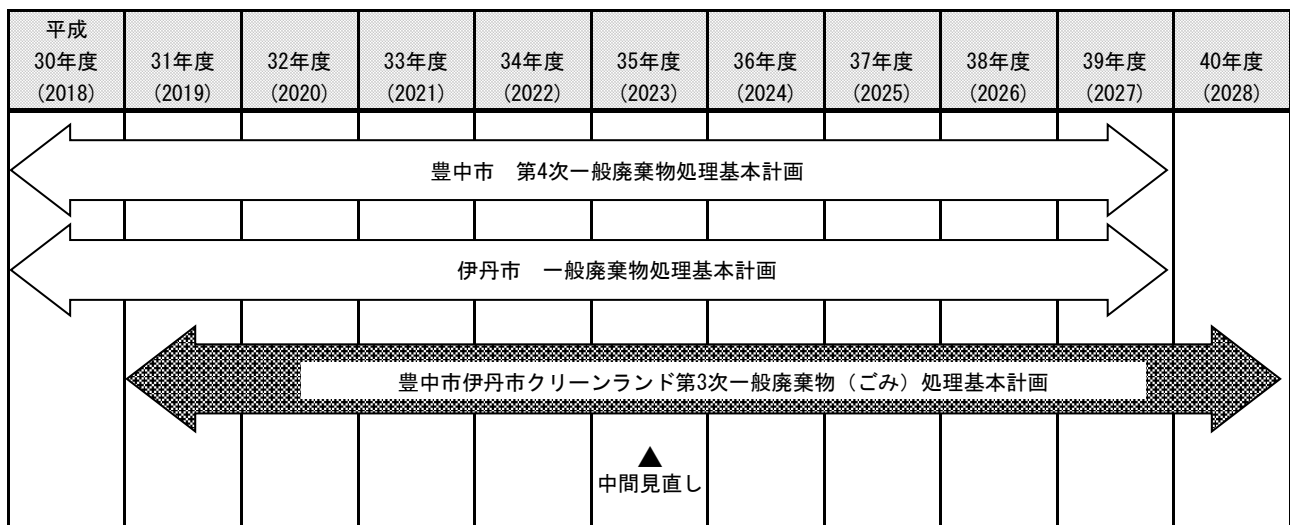 平成
30年度 31年度 32年度 33年度 34年度 35年度 36年度 37年度 38年度 39年度 40年度
(2018) (2019) (2020) (2021) (2022) (2023) (2024) (2025) (2026) (2027) (2028)
豊中市　第4次一般廃棄物処理基本計画
伊丹市　一般廃棄物処理基本計画
豊中市伊丹市クリーンランド第3次一般廃棄物（ごみ）処理基本計画
▲
中間見直し